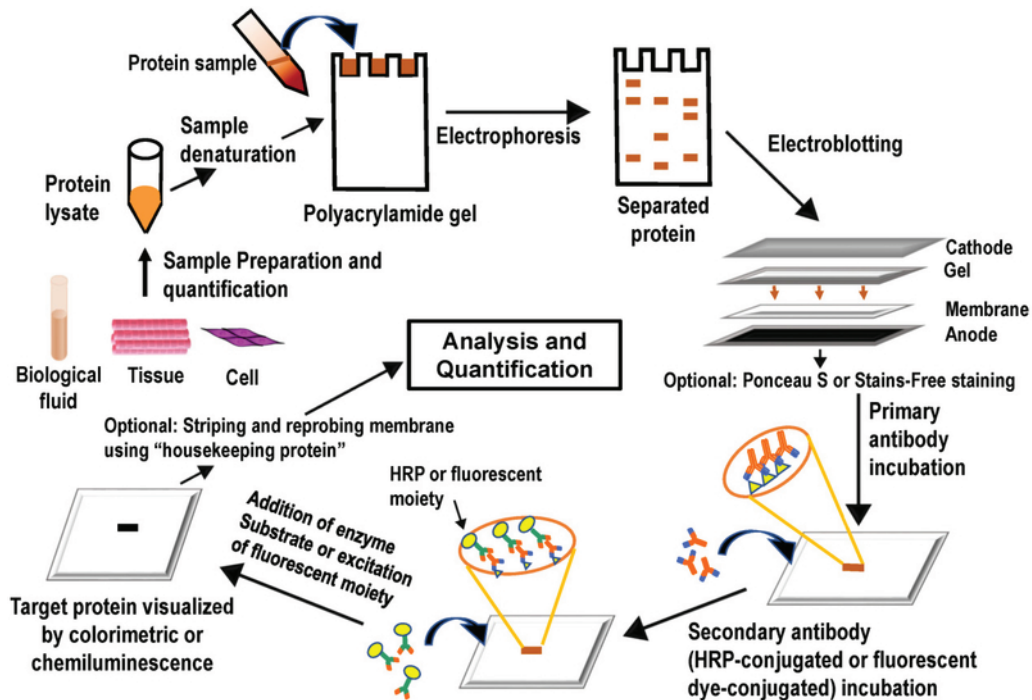 Protein sample
Sample
denaturation
Protein
lysate
Polyacrylamide gel
Electrophoresis
Separated
protein
Electroblotting
Cathode
Gel
Membrane
Anode
Optional: Ponceau S or Stains-Free staining
Primary
antibody
incubation
Sample Preparation and
quantification
Biological
fluid
Tissue
Cell
Analysis and
Quantification
Optional: Striping and reprobing membrane
using “housekeeping protein”
HRP or fluorescent
moiety
Addition of enzyme
Substrate or excitation
of fluorescent moiety
Target protein visualized
by colorimetric or
chemiluminescence
Secondary antibody
(HRP-conjugated or fluorescent
dye-conjugated) incubation